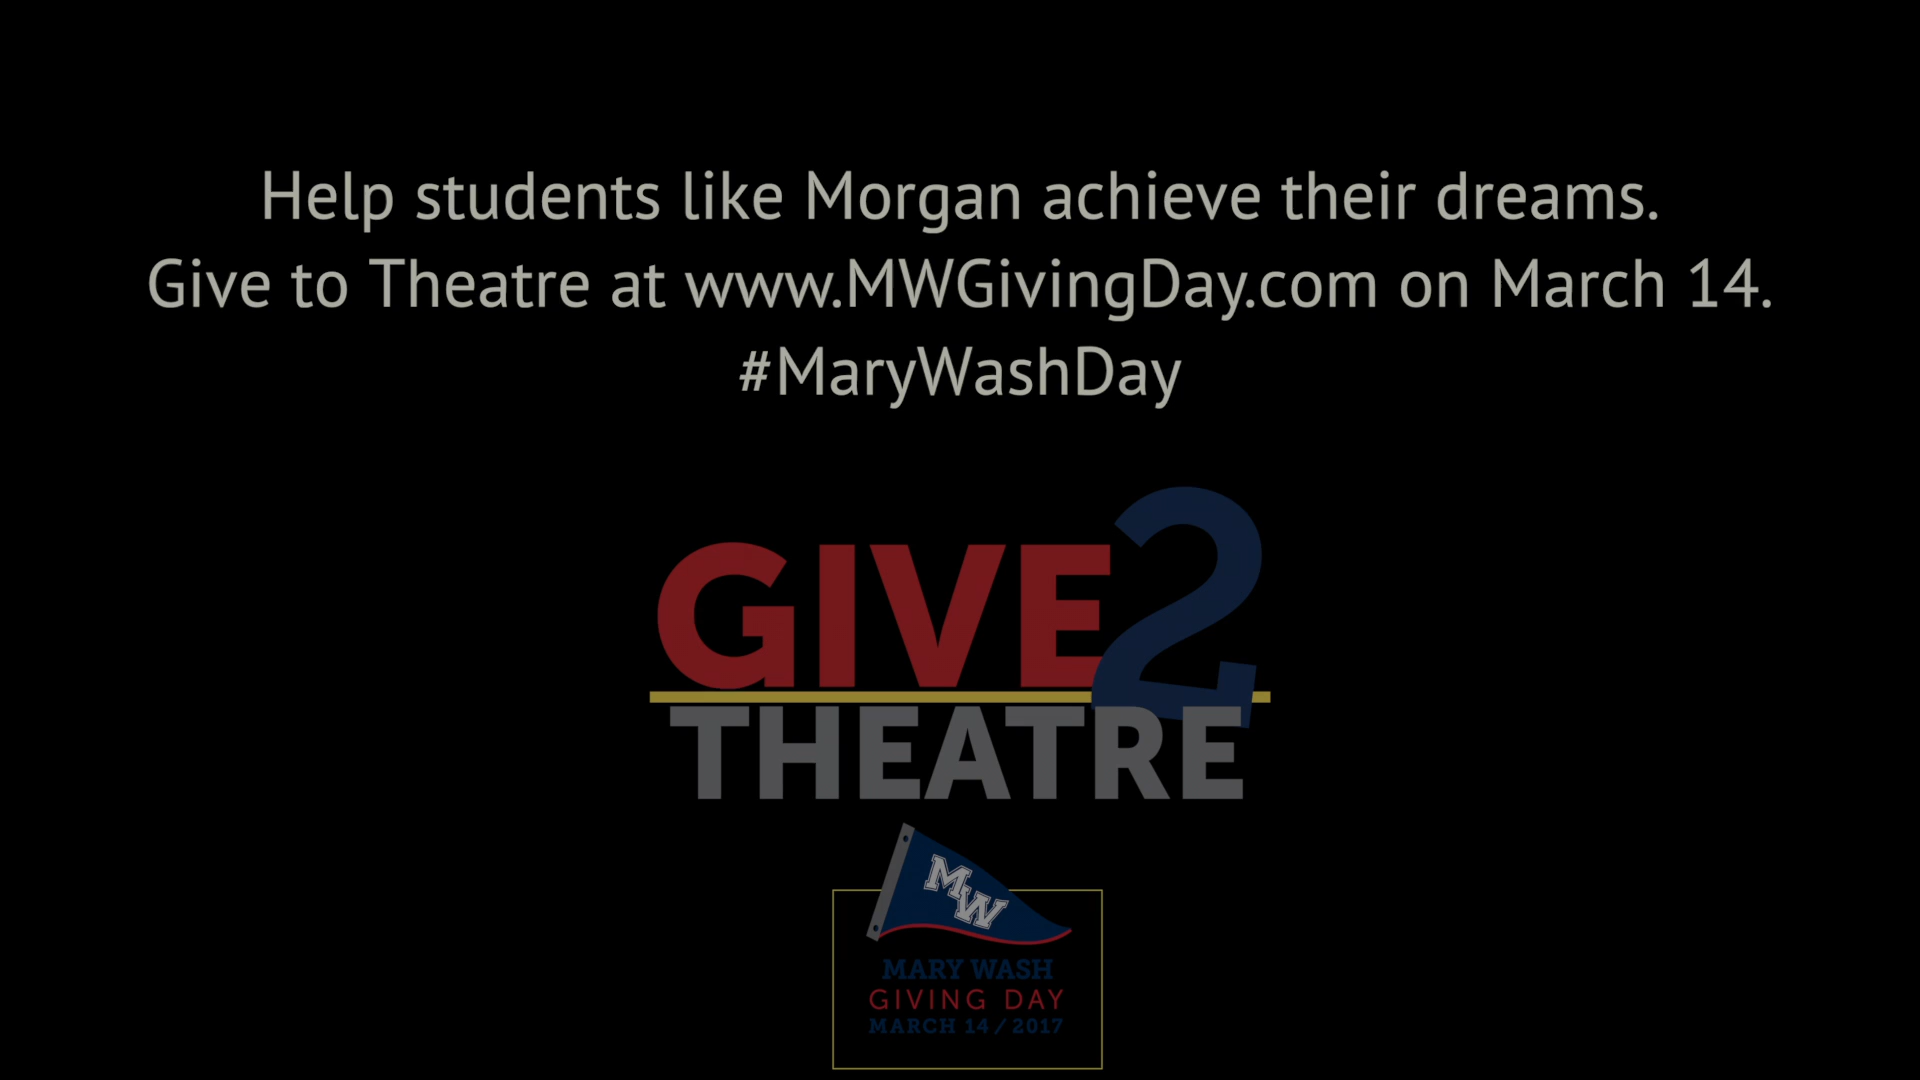 Help students like Morgan achieve their dreams.
Give to Theatre at www.MWGivingDay.com on March 14.
#MaryWashDay
GIVE2
THEATRE
MW
MARY WASH
GIVING DAY
MARCH 14/2017